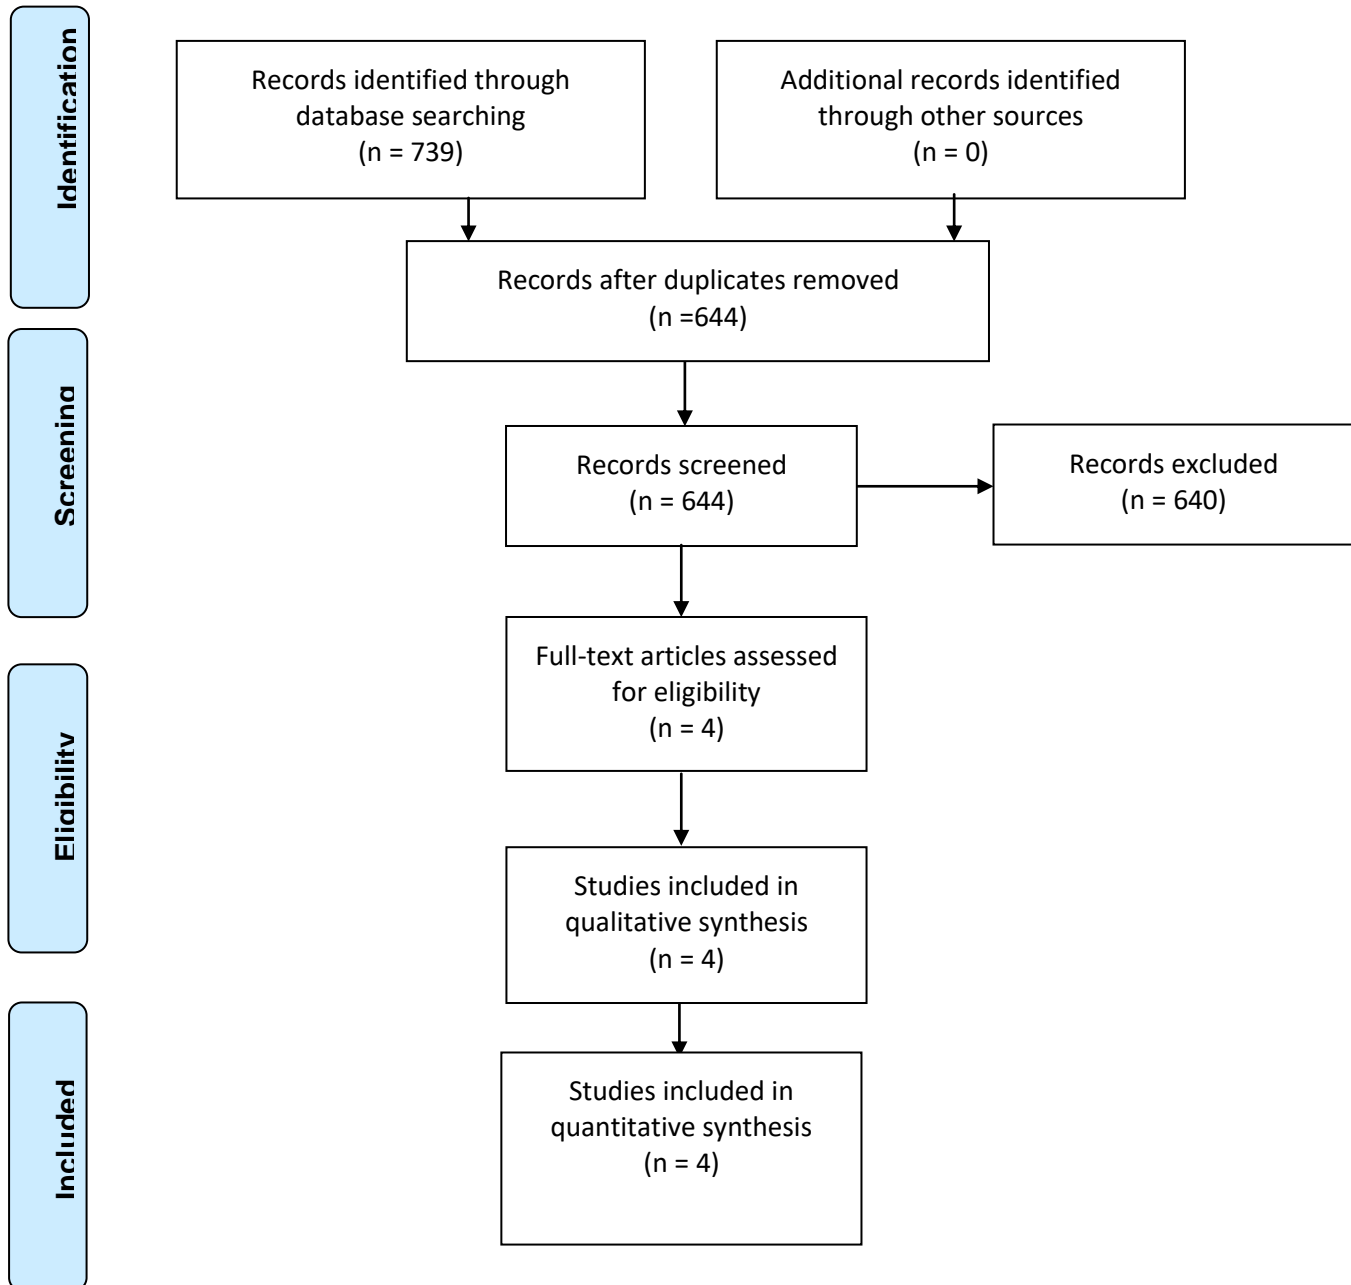 Identification
Records identified through
database searching
(n = 739)
Additional records identified
through other sources
(n = 0)
Records after duplicates removed
(n =644)
Screening
Records screened
(n = 644)
Records excluded
(n = 640)
Full-text articles assessed
for eligibility
(n = 4)
Eligibility
Studies included in
qualitative synthesis
(n = 4)
Included
Studies included in
quantitative synthesis
(n = 4)